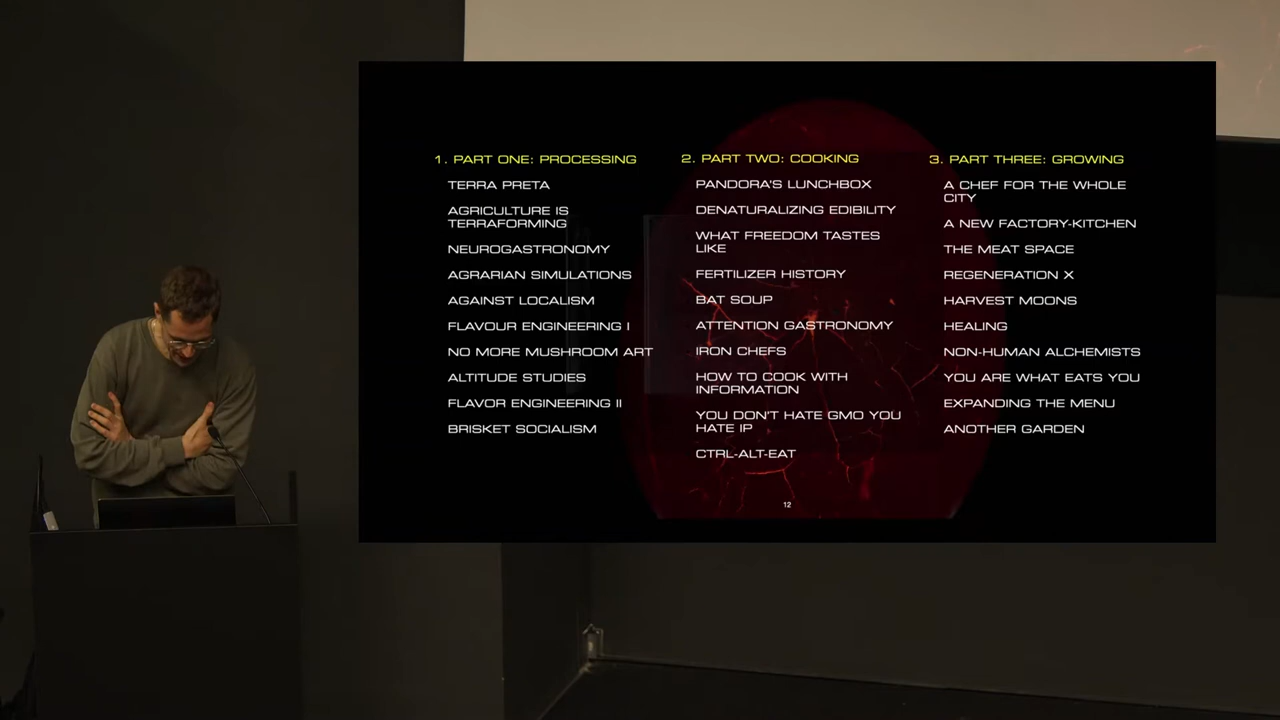 1. PART ONE: PROCESSING
TERRA PRETA
AGRICULTURE IS
TERRAFORMING
NEUROGASTRONOMY
AGRARIAN SIMULATIONS
AGAINST LOCALISM
FLAVOUR ENGINEERING I
NO MORE MUSHROOM ART
ALTITUDE STUDIES
FLAVOR ENGINEERING II
BRISKET SOCIALISM
2. PART TWO: COOKING
PANDORA'S LUNCHBOX
DENATURALIZING EDIBILITY
WHAT FREEDOM TASTES
LIKE
FERTILIZER HISTORY
BAT SOUP
ATTENTION GASTRONOMY
IRON CHEFS
HOW TO COOK WITH
INFORMATION
YOU DON'T HATE GMO YOU
HATE IP
CTRL-ALT-EAT
3. PART THREE: GROWING
A CHEF FOR THE WHOLE
CITY
A NEW FACTORY-KITCHEN
THE MEAT SPACE
REGENERATION X
HARVEST MOONS
HEALING
NON-HUMAN ALCHEMISTS
YOU ARE WHAT EATS YOU
EXPANDING THE MENU
ANOTHER GARDEN
12